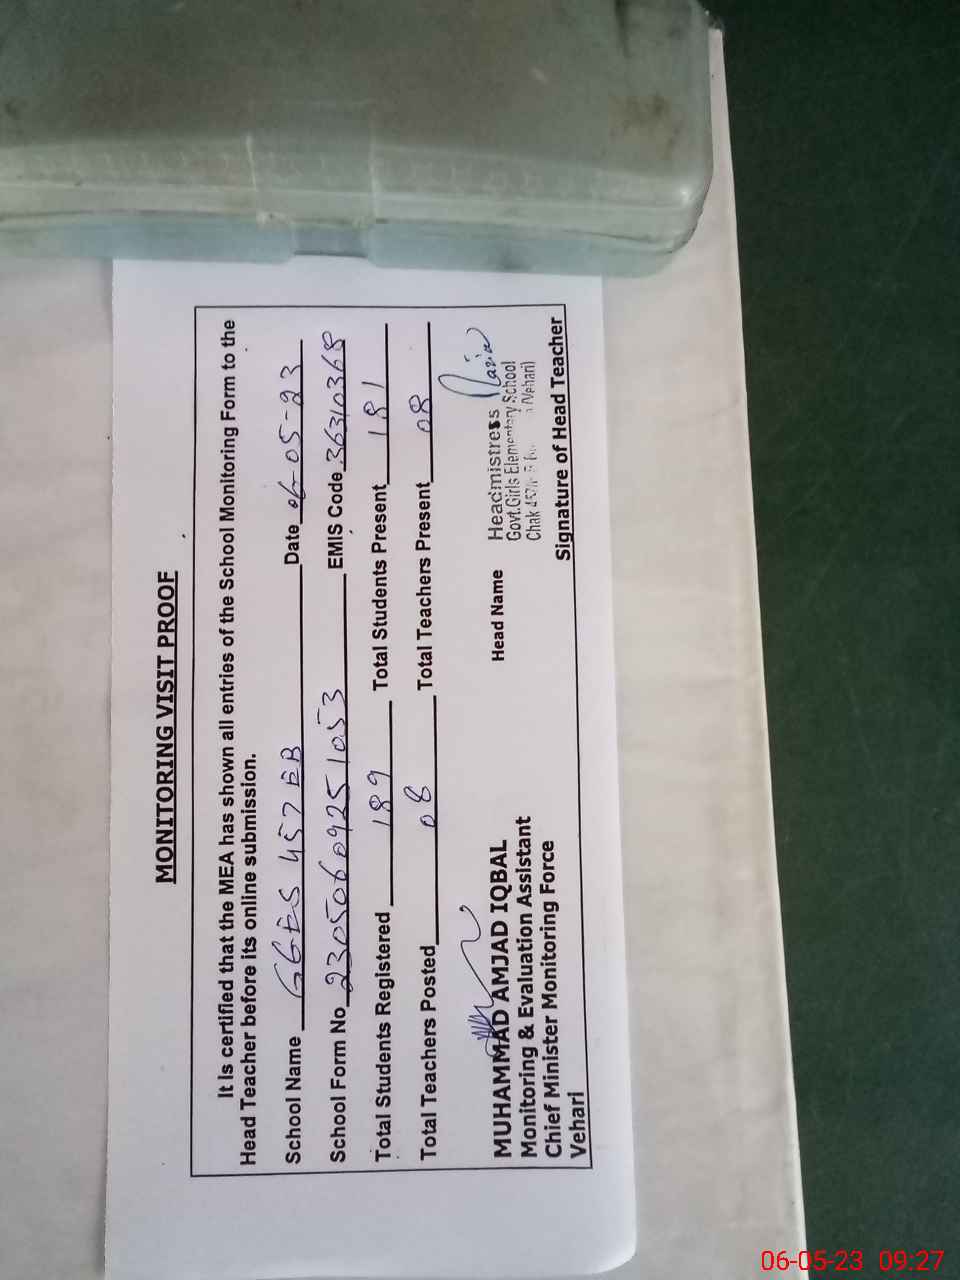 MONITORING VISIT PROOF
It is certified that the MEA has shown all entries of the School Monitoring Form to the
Head Teacher before its online submission.
School Name GGES 457 EB Date 06-05-23
School Form No 23050609251053 EMIS Code 36310368
Total Students Registered 189 Total Students Present 181
Total Teachers Posted 08 Total Teachers Present 08
MUHAMMAD AMJAD IQBAL
Monitoring & Evaluation Assistant
Chief Minister Monitoring Force
Vehari
Head Name
Headmistress
Govt.Girls Elementary School
Chak 457 Vehari)
Signature of Head Teacher
06-05-23 09:27